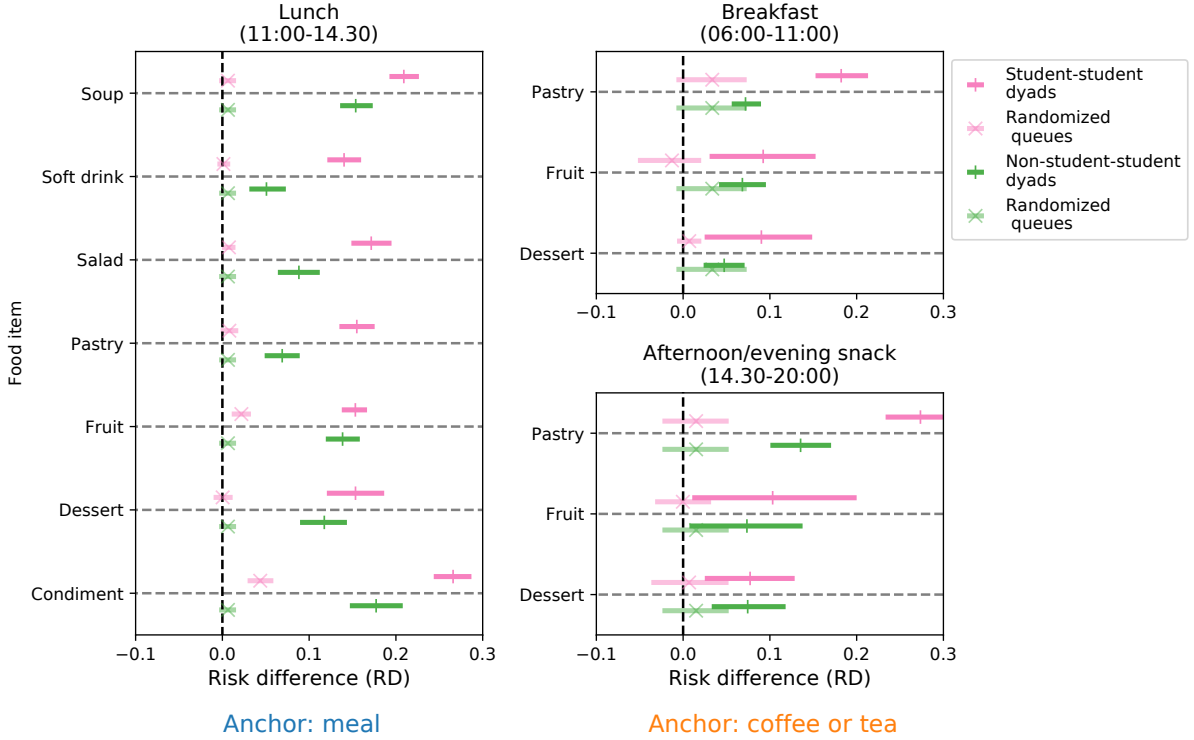 Lunch
(11:00-14.30)
Food item
Soup
Soft drink
Salad
Pastry
Fruit
Dessert
Condiment
−0.1 0.0 0.1 0.2 0.3
Risk difference (RD)
Anchor: meal
Breakfast
(06:00-11:00)
Pastry
Fruit
Dessert
−0.1 0.0 0.1 0.2 0.3
Afternoon/evening snack
(14.30-20:00)
Pastry
Fruit
Dessert
−0.1 0.0 0.1 0.2 0.3
Risk difference (RD)
Anchor: coffee or tea
Student-student
dyads
Randomized
queues
Non-student-student
dyads
Randomized
queues